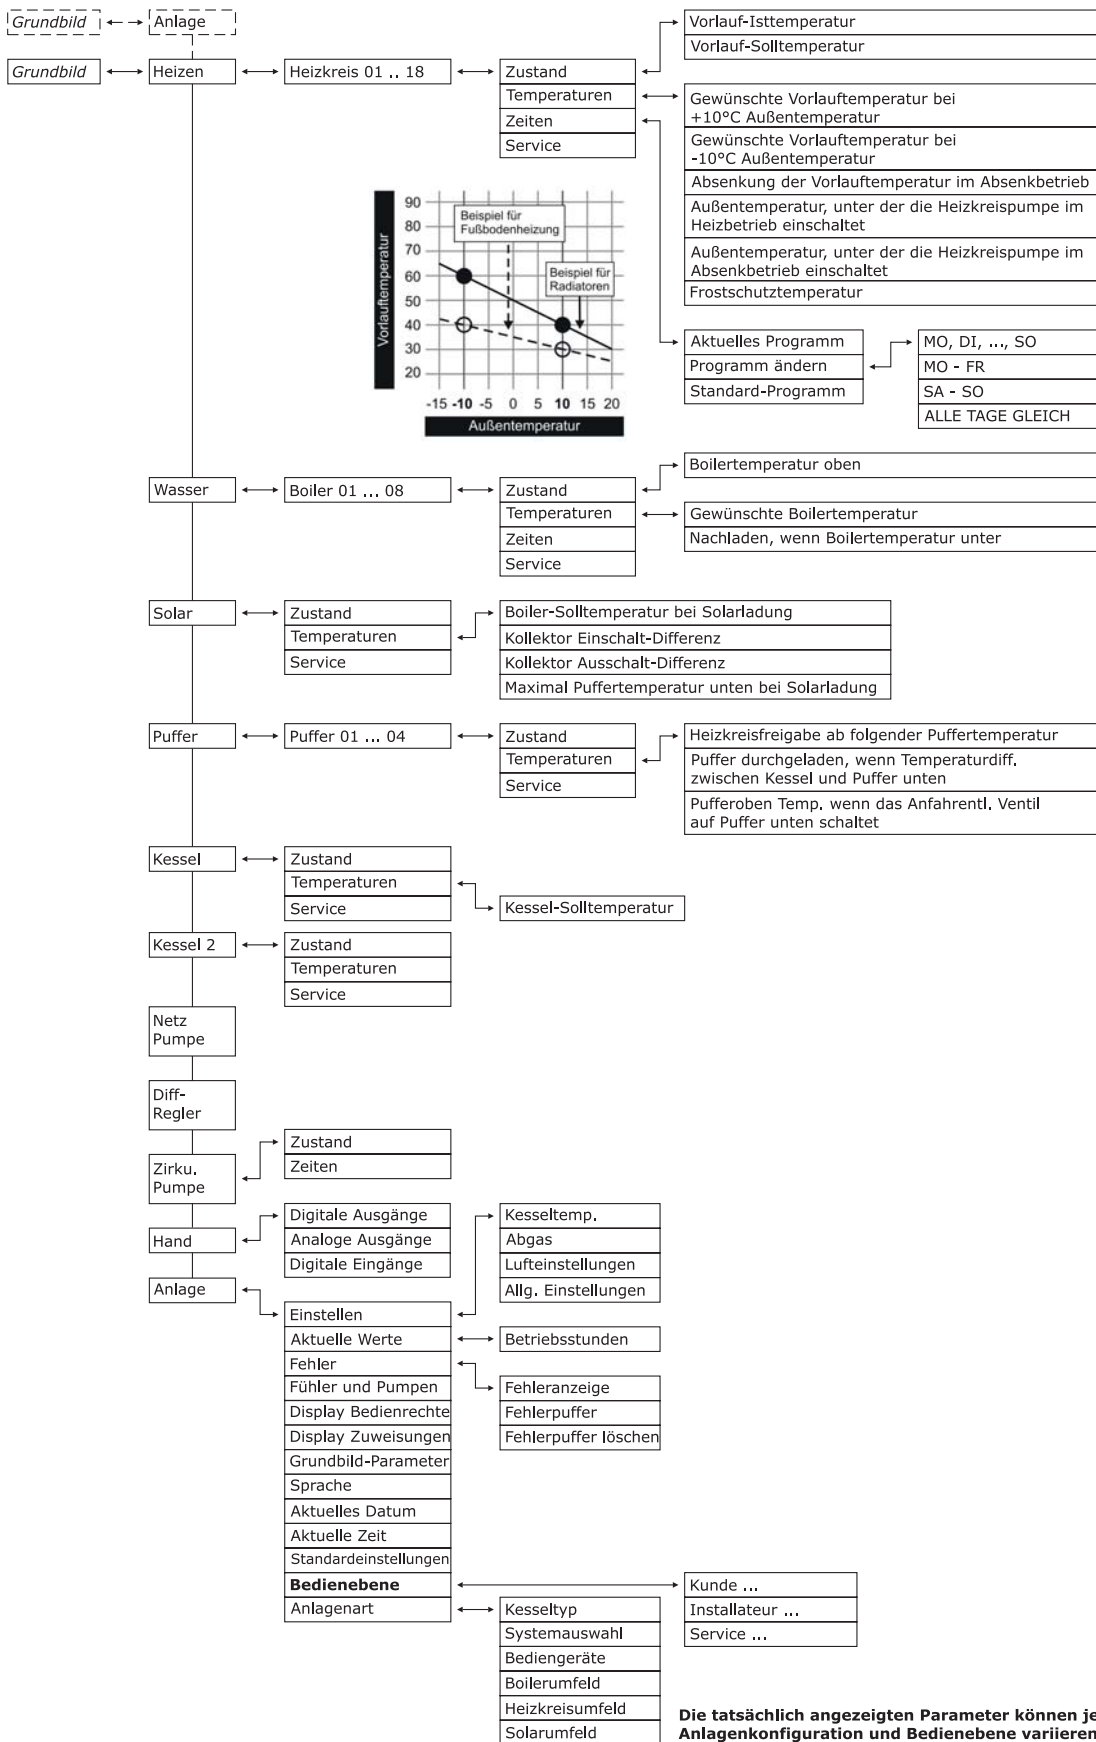 Grundbild
Anlage
Grundbild
Heizen
Heizkreis 01 .. 18
Zustand
Temperaturen
Zeiten
Service
Vorlauf-Isttemperatur
Vorlauf-Solltemperatur
Gewünschte Vorlauftemperatur bei
+10°C Außentemperatur
Gewünschte Vorlauftemperatur bei
-10°C Außentemperatur
Absenkung der Vorlauftemperatur im Absenkbetrieb
Außentemperatur, unter der die Heizkreispumpe im
Heizbetrieb einschaltet
Außentemperatur, unter der die Heizkreispumpe im
Absenkbetrieb einschaltet
Frostschutztemperatur
Aktuelles Programm
Programm ändern
Standard-Programm
MO, DI, ..., SO
MO - FR
SA - SO
ALLE TAGE GLEICH
Vorlauftemperatur
90
80
70
60
50
40
30
20
Beispiel für
Fußbodenheizung
Beispiel für
Radiatoren
-15 -10 -5 0 5 10 15 20
Außentemperatur
Wasser
Boiler 01 ... 08
Zustand
Temperaturen
Zeiten
Service
Boilertemperatur oben
Gewünschte Boilertemperatur
Nachladen, wenn Boilertemperatur unter
Solar
Zustand
Temperaturen
Service
Boiler-Solltemperatur bei Solarladung
Kollektor Einschalt-Differenz
Kollektor Ausschalt-Differenz
Maximal Puffertemperatur unten bei Solarladung
Puffer
Puffer 01 ... 04
Zustand
Temperaturen
Service
Heizkreisfreigabe ab folgender Puffertemperatur
Puffer durchgeladen, wenn Temperaturdiff.
zwischen Kessel und Puffer unten
Pufferoben Temp. wenn das Anfahrentl. Ventil
auf Puffer unten schaltet
Kessel
Zustand
Temperaturen
Service
Kessel-Solltemperatur
Kessel 2
Zustand
Temperaturen
Service
Netz
Pumpe
Diff-
Regler
Zirku.
Pumpe
Zustand
Zeiten
Hand
Digitale Ausgänge
Analoge Ausgänge
Digitale Eingänge
Anlage
Einstellen
Aktuelle Werte
Fehler
Fühler und Pumpen
Display Bedienrechte
Display Zuweisungen
Grundbild-Parameter
Sprache
Aktuelles Datum
Aktuelle Zeit
Standardeinstellungen
Bedienebene
Anlagenart
Kesseltemp.
Abgas
Lufteinstellungen
Allg. Einstellungen
Betriebsstunden
Fehleranzeige
Fehlerpuffer
Fehlerpuffer löschen
Kunde ...
Installateur ...
Service ...
Kesseltyp
Systemauswahl
Bediengeräte
Boilerumfeld
Heizkreisumfeld
Solarumfeld
Die tatsächlich angezeigten Parameter können je
Anlagenkonfiguration und Bedienebene variieren